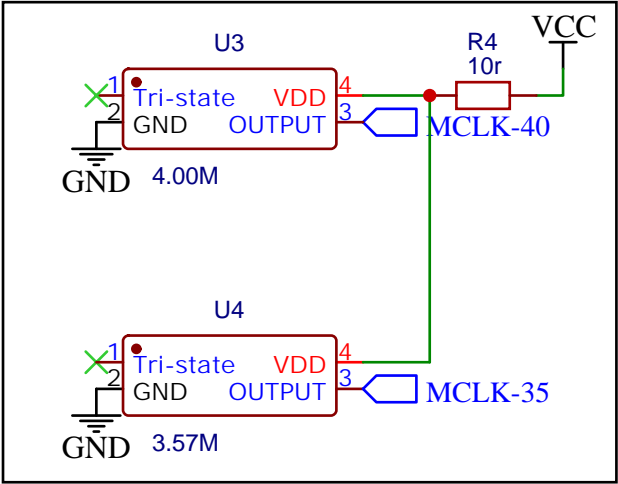 VCC
U3
R4
10r
1 Tri-state VDD 4
2 GND OUTPUT 3 MCLK-40
GND 4.00M
U4
1 Tri-state VDD 4
2 GND OUTPUT 3 MCLK-35
GND 3.57M